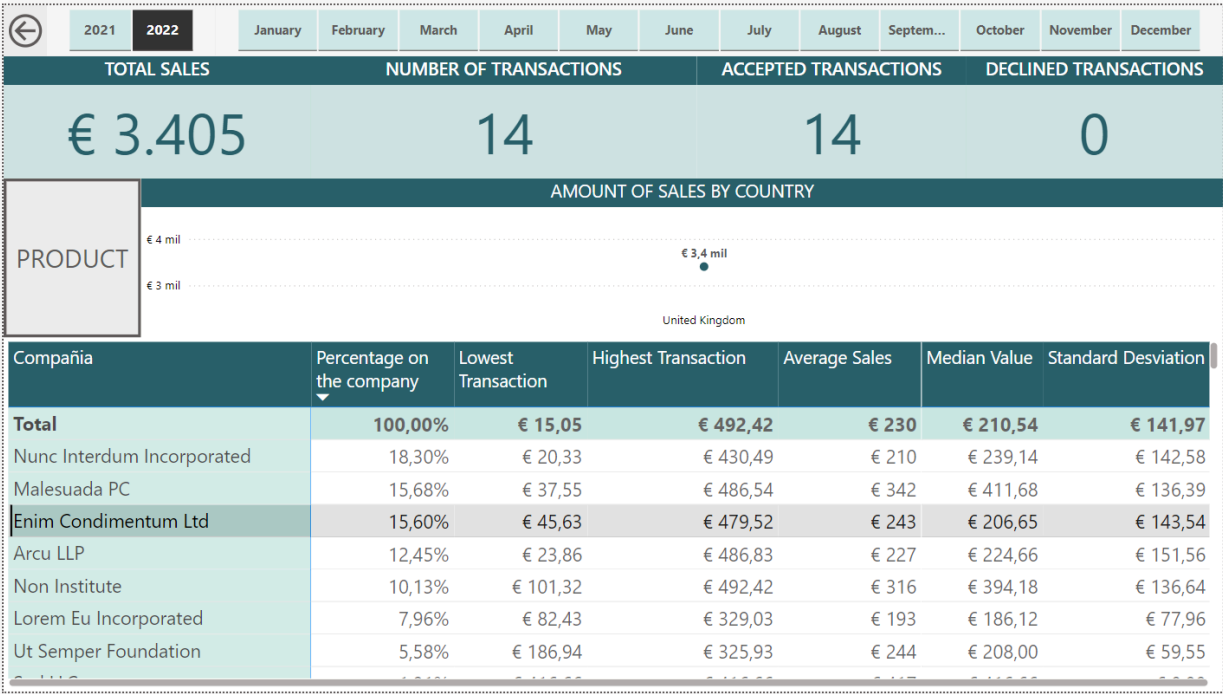 2021 2022 January February March April May June July August Septem... October November December
TOTAL SALES NUMBER OF TRANSACTIONS ACCEPTED TRANSACTIONS DECLINED TRANSACTIONS
€ 3.405 14 14 0
AMOUNT OF SALES BY COUNTRY
PRODUCT
€ 4 mil
€ 3,4 mil
€ 3 mil
United Kingdom
Compañia Percentage on the company Lowest Transaction Highest Transaction Average Sales Median Value Standard Desviation
Total 100,00% € 15,05 € 492,42 € 230 € 210,54 € 141,97
Nunc Interdum Incorporated 18,30% € 20,33 € 430,49 € 210 € 239,14 € 142,58
Malesuada PC 15,68% € 37,55 € 486,54 € 342 € 411,68 € 136,39
Enim Condimentum Ltd 15,60% € 45,63 € 479,52 € 243 € 206,65 € 143,54
Arcu LLP 12,45% € 23,86 € 486,83 € 227 € 224,66 € 151,56
Non Institute 10,13% € 101,32 € 492,42 € 316 € 394,18 € 136,64
Lorem Eu Incorporated 7,96% € 82,43 € 329,03 € 193 € 186,12 € 77,96
Ut Semper Foundation 5,58% € 186,94 € 325,93 € 244 € 208,00 € 59,55